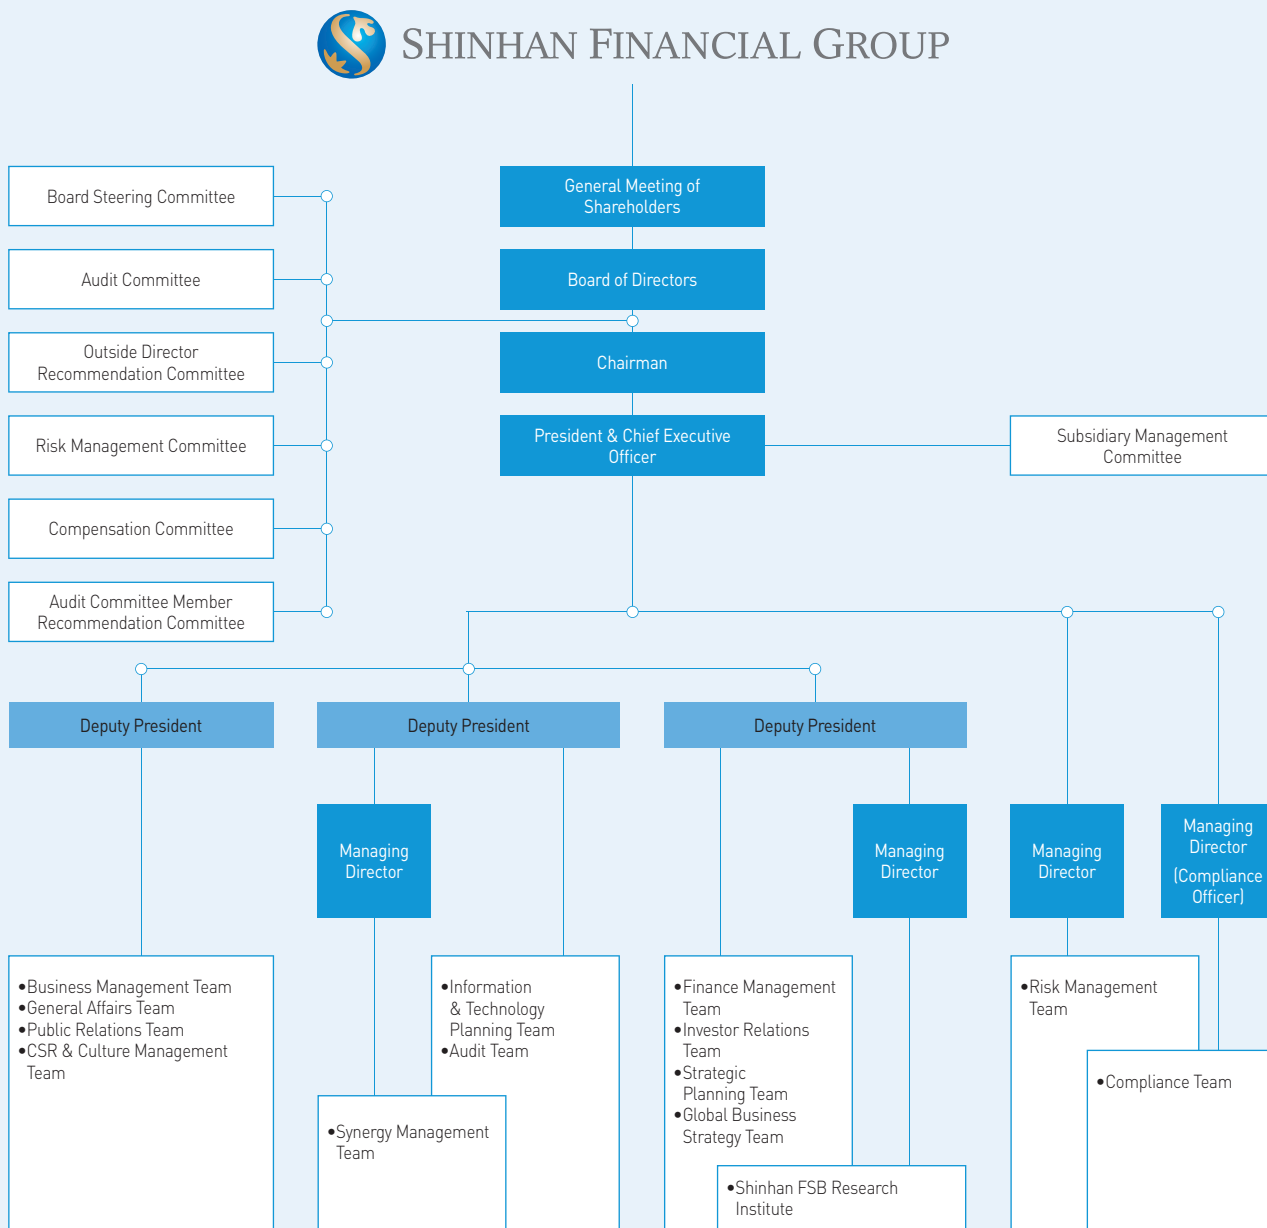 SHINHAN FINANCIAL GROUP
General Meeting of
Shareholders
Board of Directors
Chairman
President & Chief Executive
Officer
Board Steering Committee
Audit Committee
Outside Director
Recommendation Committee
Risk Management Committee
Compensation Committee
Audit Committee Member
Recommendation Committee
Subsidiary Management
Committee
Deputy President
Deputy President
Deputy President
Managing
Director
Managing
Director
Managing
Director
Managing
Director
(Compliance
Officer)
•Business Management Team
•General Affairs Team
•Public Relations Team
•CSR & Culture Management
Team
•Information
& Technology
Planning Team
•Audit Team
•Synergy Management
Team
•Finance Management
Team
•Investor Relations
Team
•Strategic
Planning Team
•Global Business
Strategy Team
•Shinhan FSB Research
Institute
•Risk Management
Team
•Compliance Team